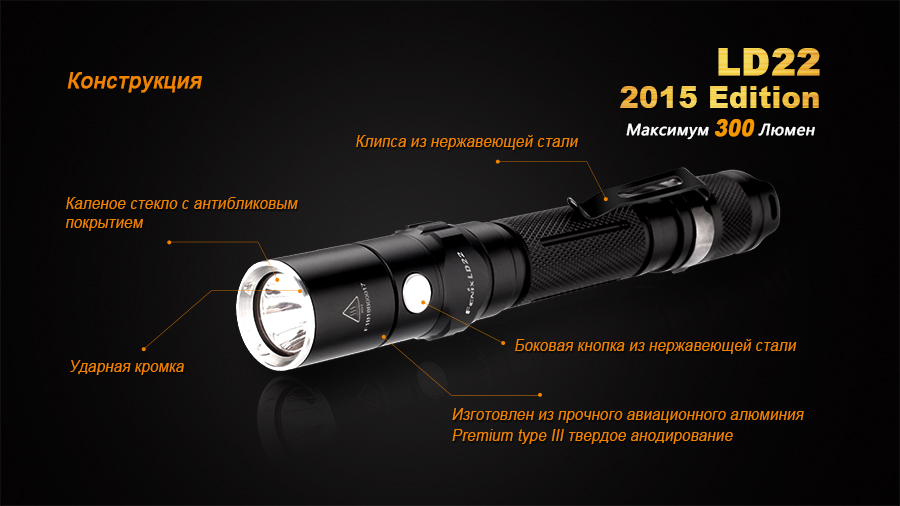 Конструкция
LD22
2015 Edition
Максимум 300 Люмен
Клипса из нержавеющей стали
Каленое стекло с антибликовым
покрытием
FENIX LD22
Ударная кромка
Боковая кнопка из нержавеющей стали
Изготовлен из прочного авиационного алюминия
Premium type III твердое анодирование